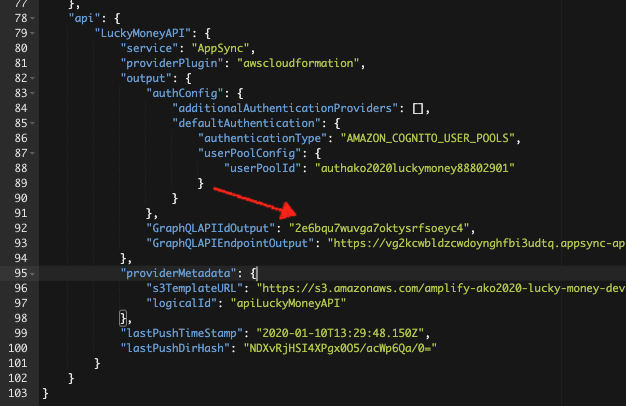 77 },
78 "api": {
79 "LuckyMoneyAPI": {
80 "service": "AppSync",
81 "providerPlugin": "awscloudformation",
82 "output": {
83 "authConfig": {
84 "additionalAuthenticationProviders": [],
85 "defaultAuthentication": {
86 "authenticationType": "AMAZON_COGNITO_USER_POOLS",
87 "userPoolConfig": {
88 "userPoolId": "authako2020luckymoney88802901"
89 }
90 }
91 },
92 "GraphQLAPIIdOutput": "2e6bqu7wuvga7oktysrfsoeyc4",
93 "GraphQLAPIEndpointOutput": "https://vg2kcwbldzcwdoynghfbi3udtq.appsync-ap
94 },
95 "providerMetadata": {
96 "s3TemplateURL": "https://s3.amazonaws.com/amplify-ako2020-lucky-money-dev
97 "logicalId": "apiLuckyMoneyAPI"
98 },
99 "lastPushTimeStamp": "2020-01-10T13:29:48.150Z",
100 "lastPushDirHash": "NDXvRjHSI4XPgx0O5/acWp6Qa/0="
101 }
102 }
103 }